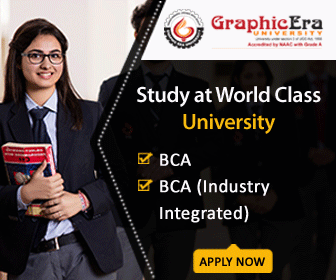 GraphicEra
UNIVERSITY
Accredited by NAAC with Grade A
Study at World Class
University
BCA
BCA (Industry
Integrated)
APPLY NOW